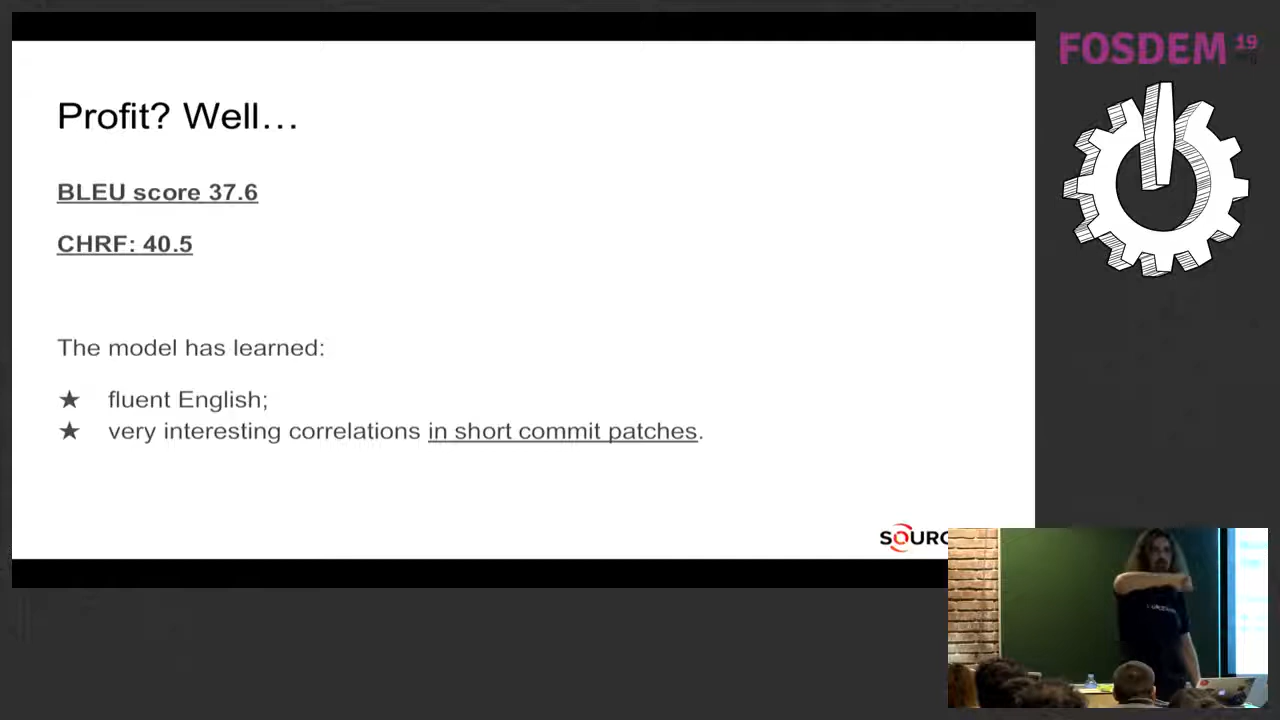 FOSDEM 19
Profit? Well…
BLEU score 37.6
CHRF: 40.5
The model has learned:
★ fluent English;
★ very interesting correlations in short commit patches.